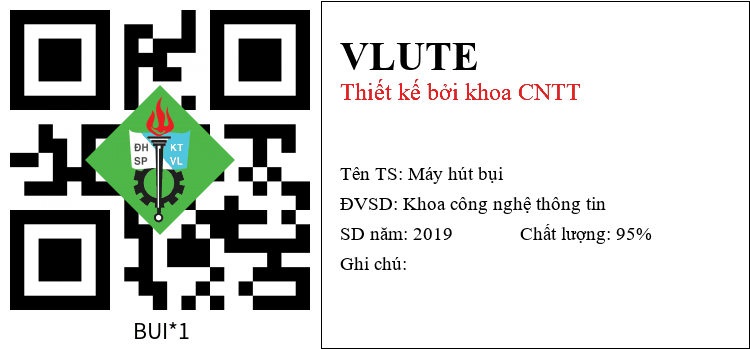 ĐH KT
SP VL
BUI*1
VLUTE
Thiết kế bởi khoa CNTT
Tên TS: Máy hút bụi
ĐVSD: Khoa công nghệ thông tin
SD năm: 2019 Chất lượng: 95%
Ghi chú: